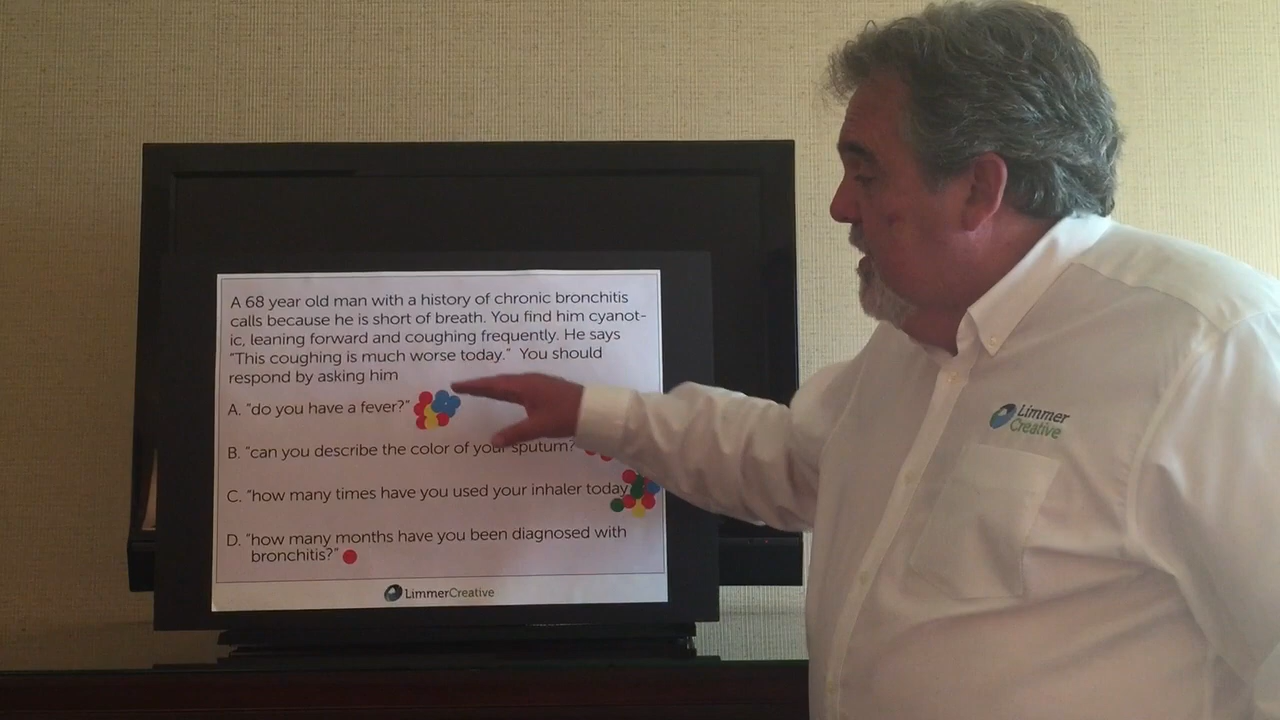 A 68 year old man with a history of chronic bronchitis
calls because he is short of breath. You find him cyanot-
ic, leaning forward and coughing frequently. He says
"This coughing is much worse today." You should
respond by asking him
A. "do you have a fever?"
B. "can you describe the color of your sputum?
C. "how many times have you used your inhaler today
D. "how many months have you been diagnosed with
bronchitis?"
LimmerCreative
Limmer
Creative